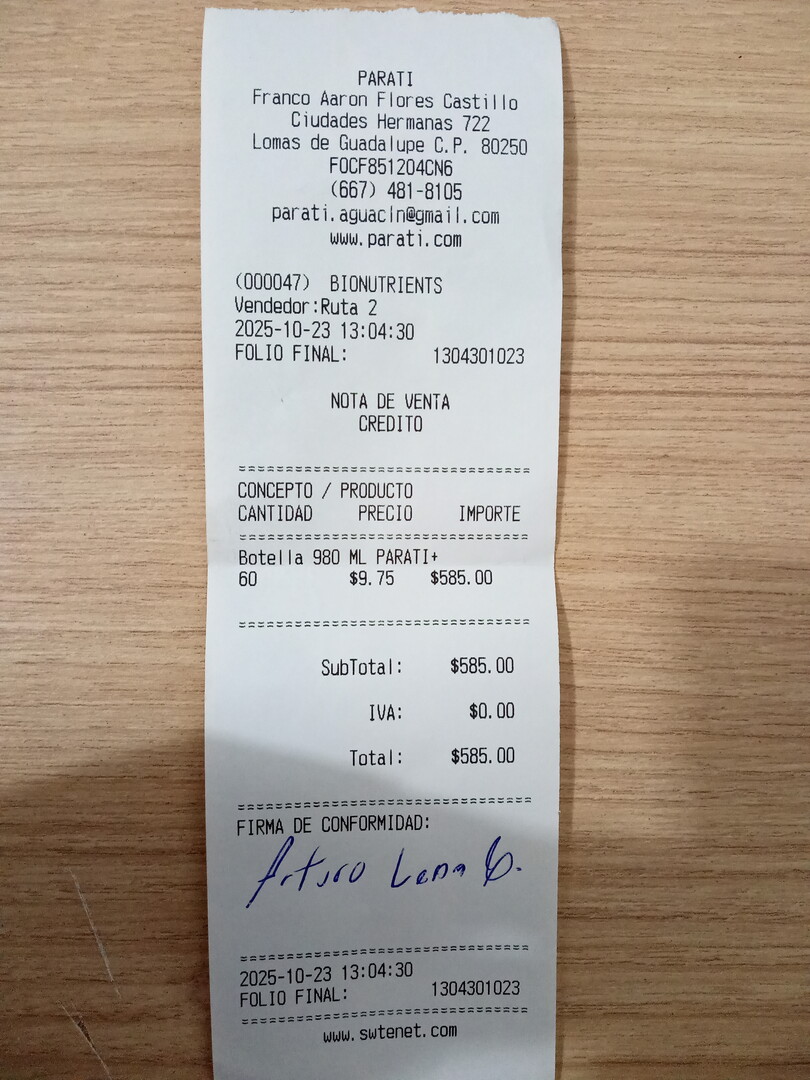 PARATI
Franco Aaron Flores Castillo
Ciudades Hermanas 722
Lomas de Guadalupe C.P. 80250
FOCF851204CN6
(667) 481-8105
parati.aguacln@gmail.com
www.parati.com
(000047) BIONUTRIENTS
Vendedor:Ruta 2
2025-10-23 13:04:30
FOLIO FINAL: 1304301023
NOTA DE VENTA
CREDITO
CONCEPTO / PRODUCTO
CANTIDAD PRECIO IMPORTE
Botella 980 ML PARATI+
60 $9.75 $585.00
SubTotal: $585.00
IVA: $0.00
Total: $585.00
FIRMA DE CONFORMIDAD:
Arturo
2025-10-23 13:04:30
FOLIO FINAL: 1304301023
www.swtenet.com